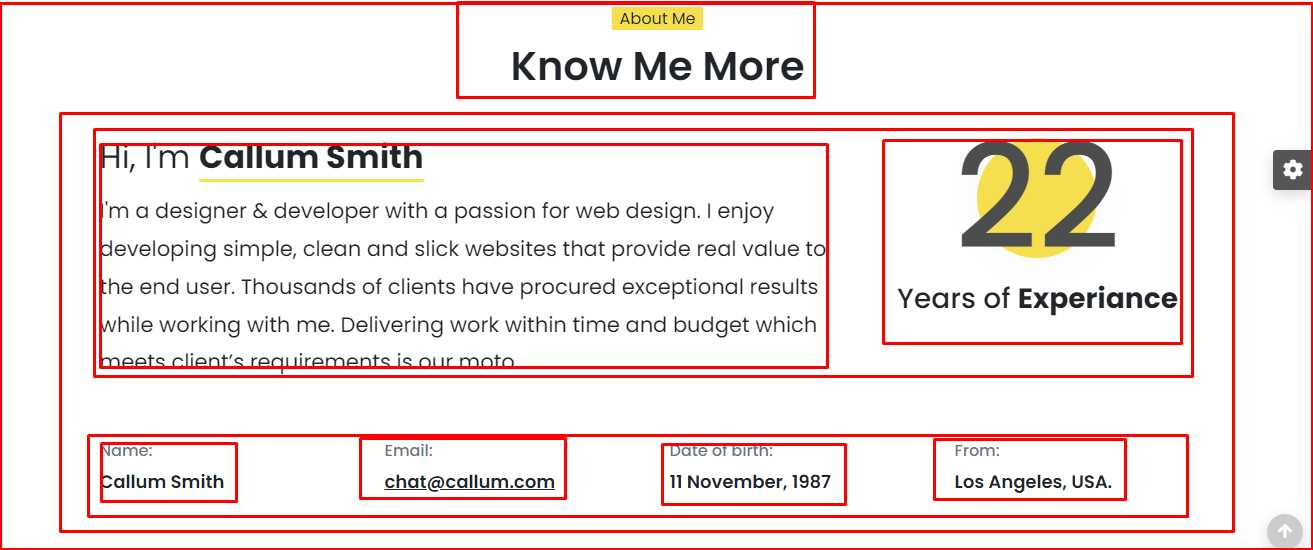 About Me
Know Me More
Hi, I'm Callum Smith
I'm a designer & developer with a passion for web design. I enjoy
developing simple, clean and slick websites that provide real value to
the end user. Thousands of clients have procured exceptional results
while working with me. Delivering work within time and budget which
meets client’s requirements is our moto.
22
Years of Experiance
Name:
Callum Smith
Email:
chat@callum.com
Date of birth:
11 November, 1987
From:
Los Angeles, USA.